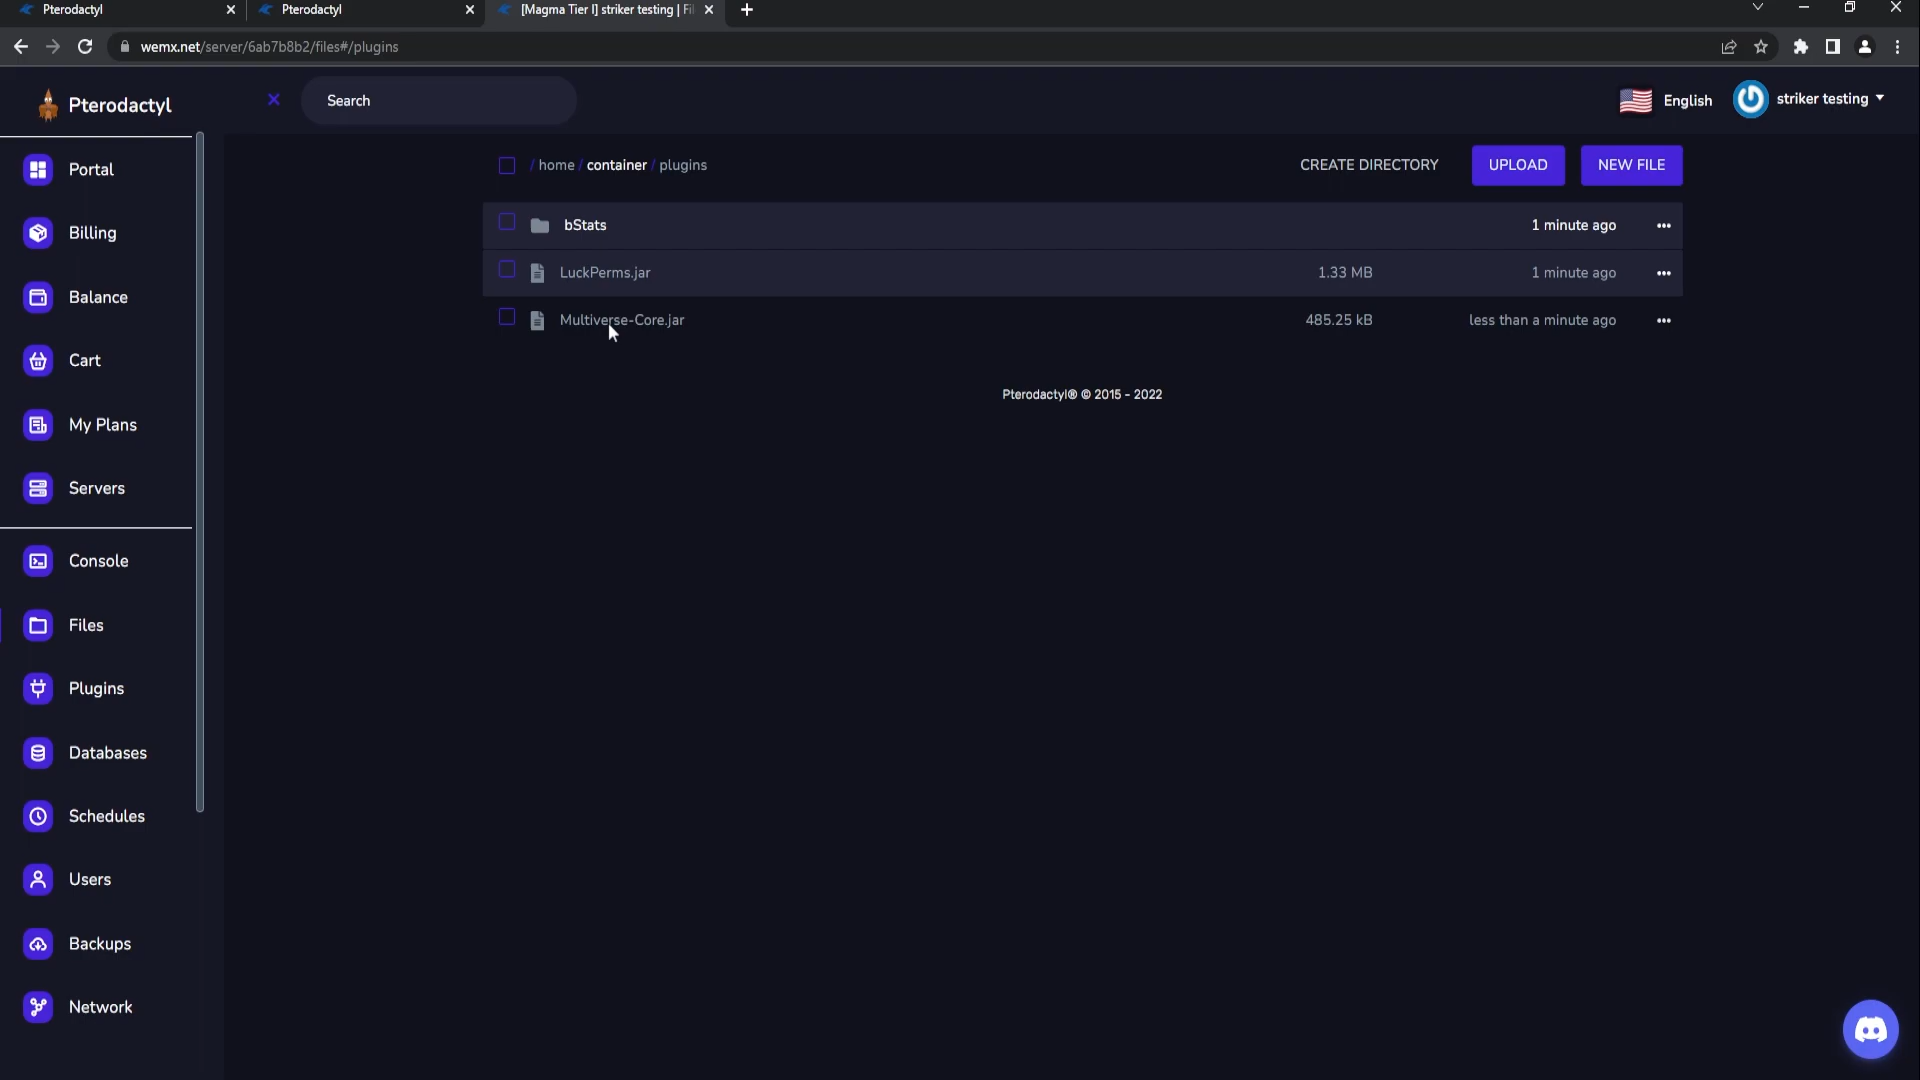 Pterodactyl
Pterodactyl
[Magma Tier I] striker testing | Fi
wemx.net/server/6ab7b8b2/files#/plugins
Pterodactyl
Search
English
striker testing
/ home / container / plugins
CREATE DIRECTORY
UPLOAD
NEW FILE
Portal
Billing
Balance
Cart
My Plans
Servers
Console
Files
Plugins
Databases
Schedules
Users
Backups
Network
bStats 1 minute ago
LuckPerms.jar 1.33 MB 1 minute ago
Multiverse-Core.jar 485.25 kB less than a minute ago
Pterodactyl® © 2015 - 2022